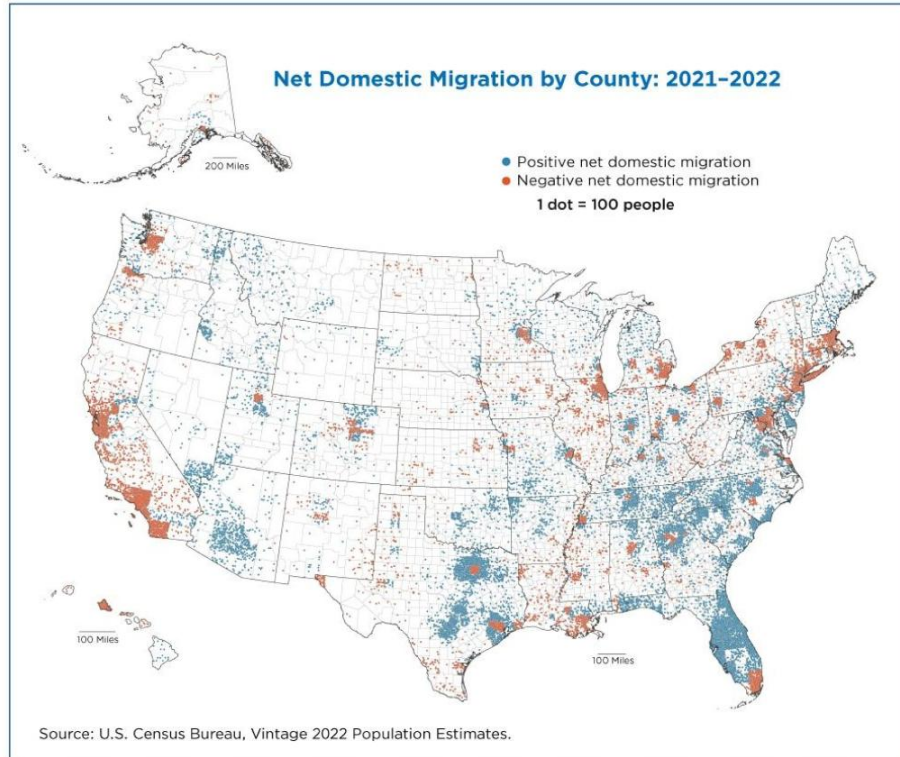 Net Domestic Migration by County: 2021–2022
200 Miles
Positive net domestic migration
Negative net domestic migration
1 dot = 100 people
100 Miles
100 Miles
Source: U.S. Census Bureau, Vintage 2022 Population Estimates.